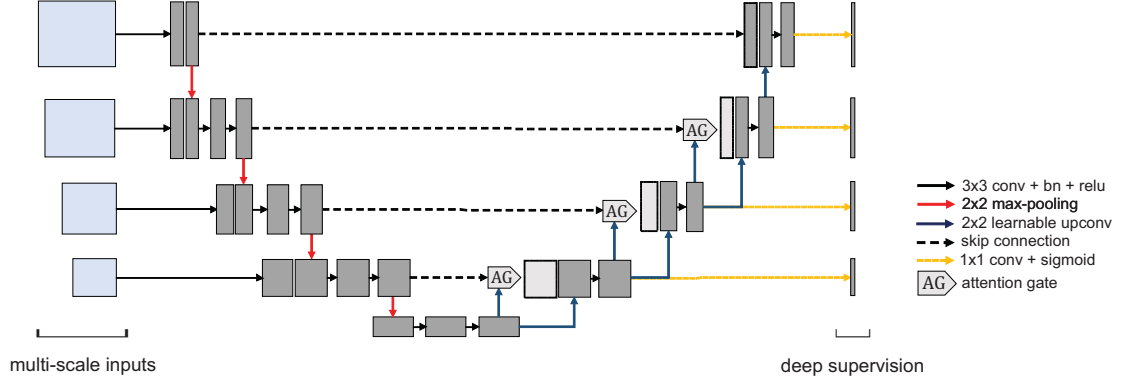 AG
AG
3x3 conv + bn + relu
2x2 max-pooling
AG
2x2 learnable upconv
skip connection
1x1 conv + sigmoid
AG
AG attention gate
multi-scale inputs
deep supervision